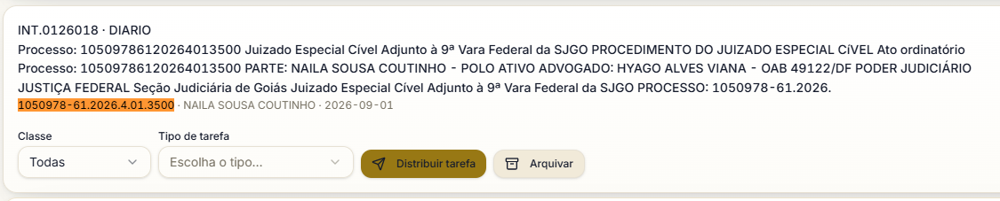 INT.0126018 · DIARIO
Processo: 10509786120264013500 Juizado Especial Cível Adjunto à 9ª Vara Federal da SJGO PROCEDIMENTO DO JUIZADO ESPECIAL CíVEL Ato ordinatório
Processo: 10509786120264013500 PARTE: NAILA SOUSA COUTINHO - POLO ATIVO ADVOGADO: HYAGO ALVES VIANA - OAB 49122/DF PODER JUDICIÁRIO
JUSTIÇA FEDERAL Seção Judiciária de Goiás Juizado Especial Cível Adjunto à 9ª Vara Federal da SJGO PROCESSO: 1050978-61.2026.
1050978-61.2026.4.01.3500 · NAILA SOUSA COUTINHO · 2026-09-01
Classe Tipo de tarefa
Todas Escolha o tipo... Distribuir tarefa Arquivar